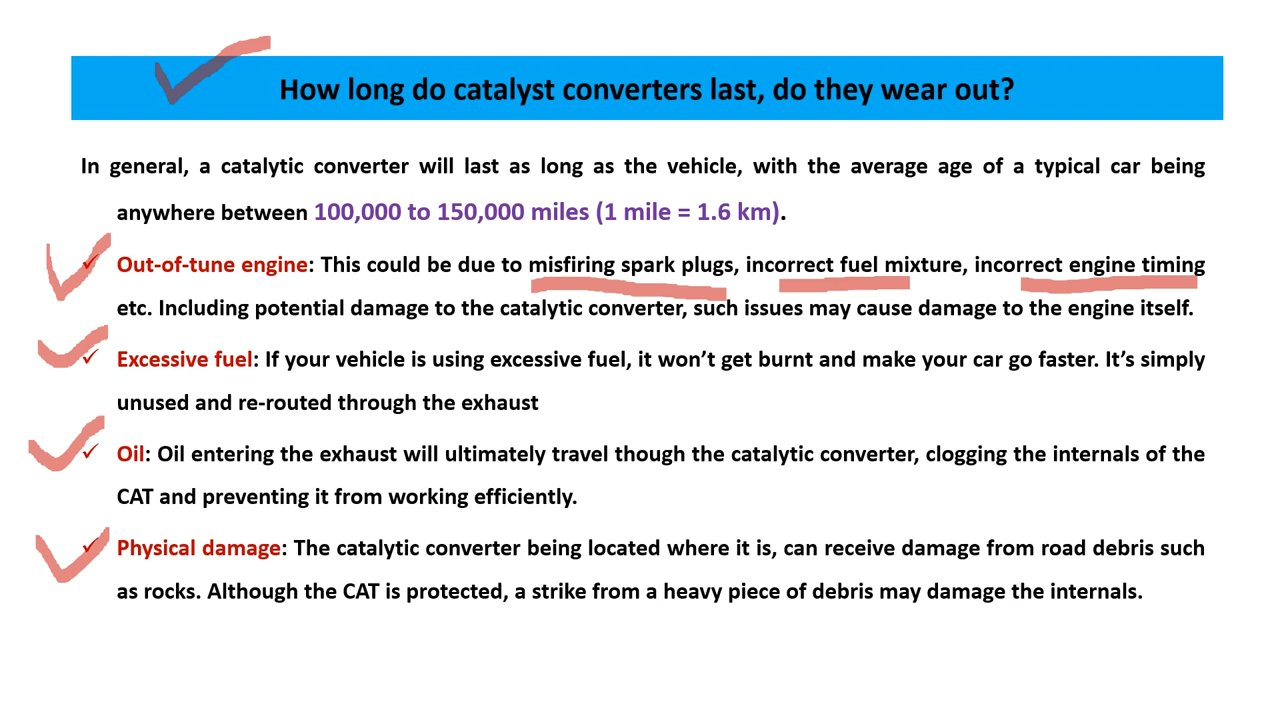 How long do catalyst converters last, do they wear out?
In general, a catalytic converter will last as long as the vehicle, with the average age of a typical car being
anywhere between 100,000 to 150,000 miles (1 mile = 1.6 km).
Out-of-tune engine: This could be due to misfiring spark plugs, incorrect fuel mixture, incorrect engine timing
etc. Including potential damage to the catalytic converter, such issues may cause damage to the engine itself.
Excessive fuel: If your vehicle is using excessive fuel, it won’t get burnt and make your car go faster. It’s simply
unused and re-routed through the exhaust
Oil: Oil entering the exhaust will ultimately travel though the catalytic converter, clogging the internals of the
CAT and preventing it from working efficiently.
Physical damage: The catalytic converter being located where it is, can receive damage from road debris such
as rocks. Although the CAT is protected, a strike from a heavy piece of debris may damage the internals.